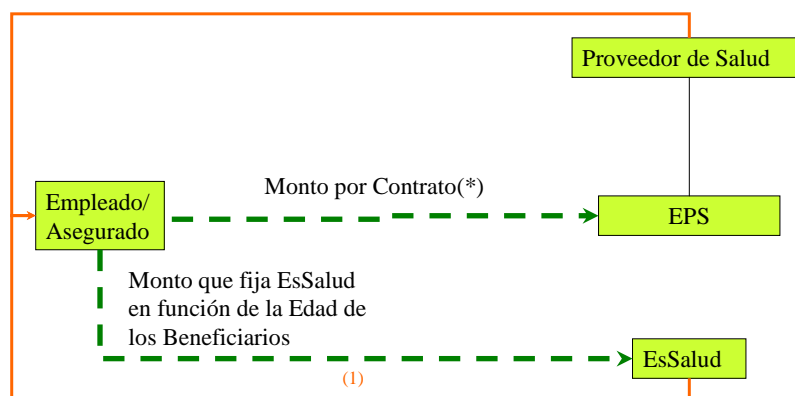 Proveedor de Salud
Monto por Contrato(*)
Empleado/
Asegurado
EPS
Monto que fija EsSalud
en función de la Edad de
los Beneficiarios
EsSalud
(1)